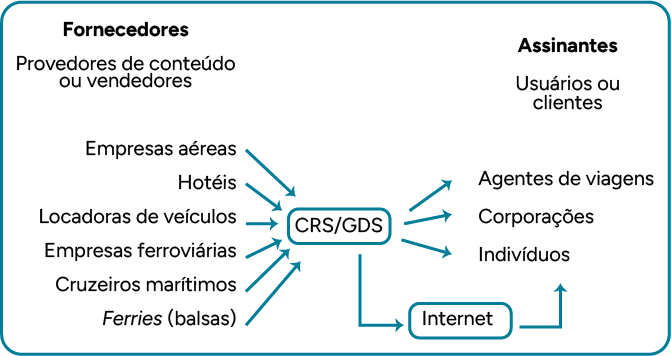 Fornecedores
Provedores de conteúdo
ou vendedores
Assinantes
Usuários ou
clientes
Empresas aéreas
Hotéis
Locadoras de veículos
Empresas ferroviárias
Cruzeiros marítimos
Ferries (balsas)
CRS/GDS
Agentes de viagens
Corporações
Indivíduos
Internet